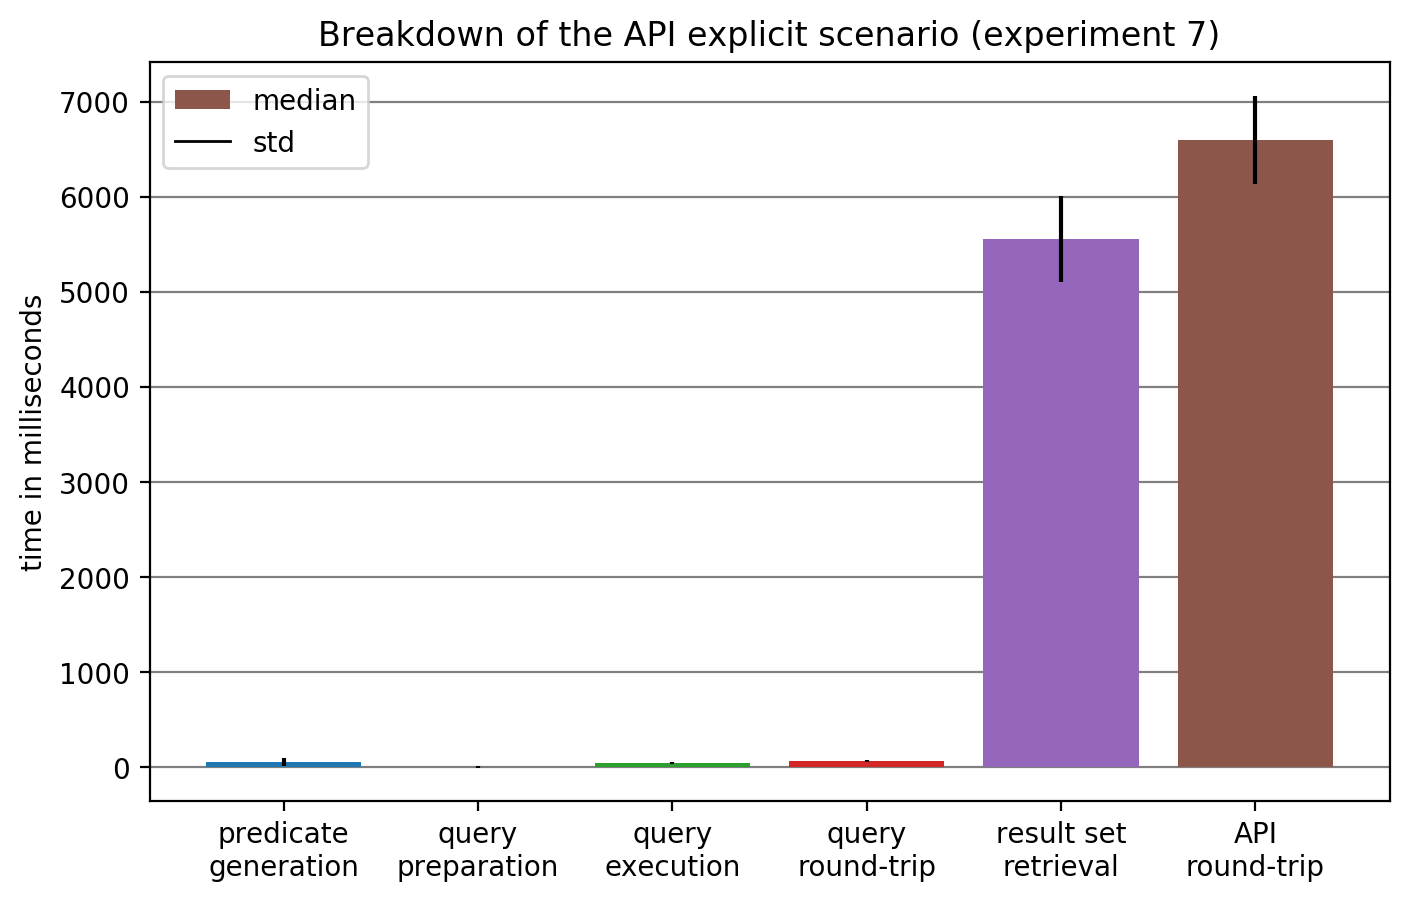 Breakdown of the API explicit scenario (experiment 7)
median
std
time in milliseconds
7000
6000
5000
4000
3000
2000
1000
0
predicate
generation
query
preparation
query
execution
query
round-trip
result set
retrieval
API
round-trip